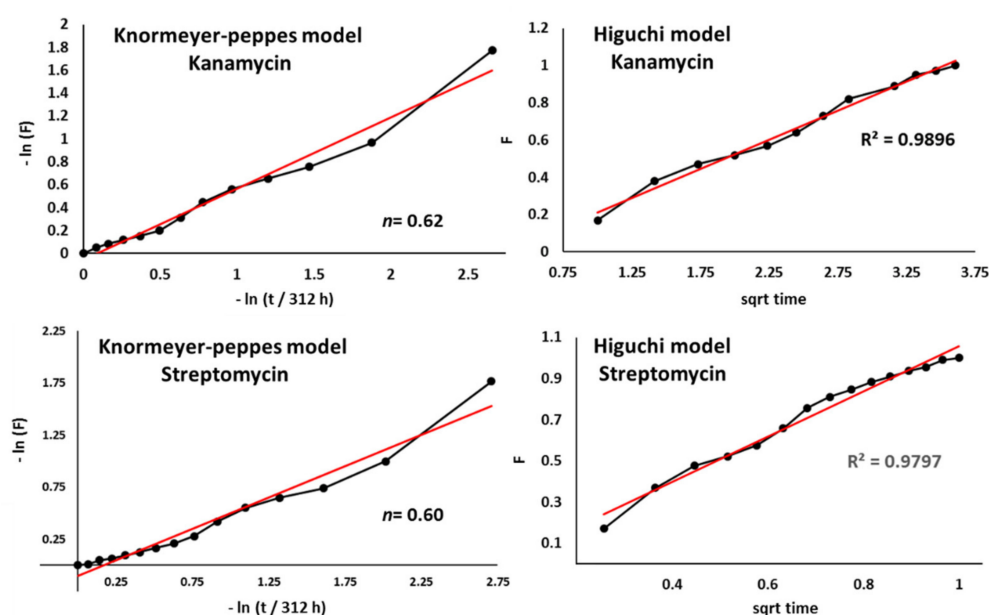 Knormeyer-peppes model
Kanamycin
- ln (F)
2
1.8
1.6
1.4
1.2
1
0.8
0.6
0.4
0.2
0
n= 0.62
0 0.5 1 1.5 2 2.5
- ln (t / 312 h)
Higuchi model
Kanamycin
F
1.2
1
0.8
0.6
0.4
0.2
0
R² = 0.9896
0.75 1.25 1.75 2.25 2.75 3.25 3.75
sqrt time
Knormeyer-peppes model
Streptomycin
- ln (F)
2.25
1.75
1.25
0.75
0.25
n= 0.60
0.25 0.75 1.25 1.75 2.25 2.75
- ln (t / 312 h)
Higuchi model
Streptomycin
F
1.1
0.9
0.7
0.5
0.3
0.1
R² = 0.9797
0.4 0.6 0.8 1
sqrt time